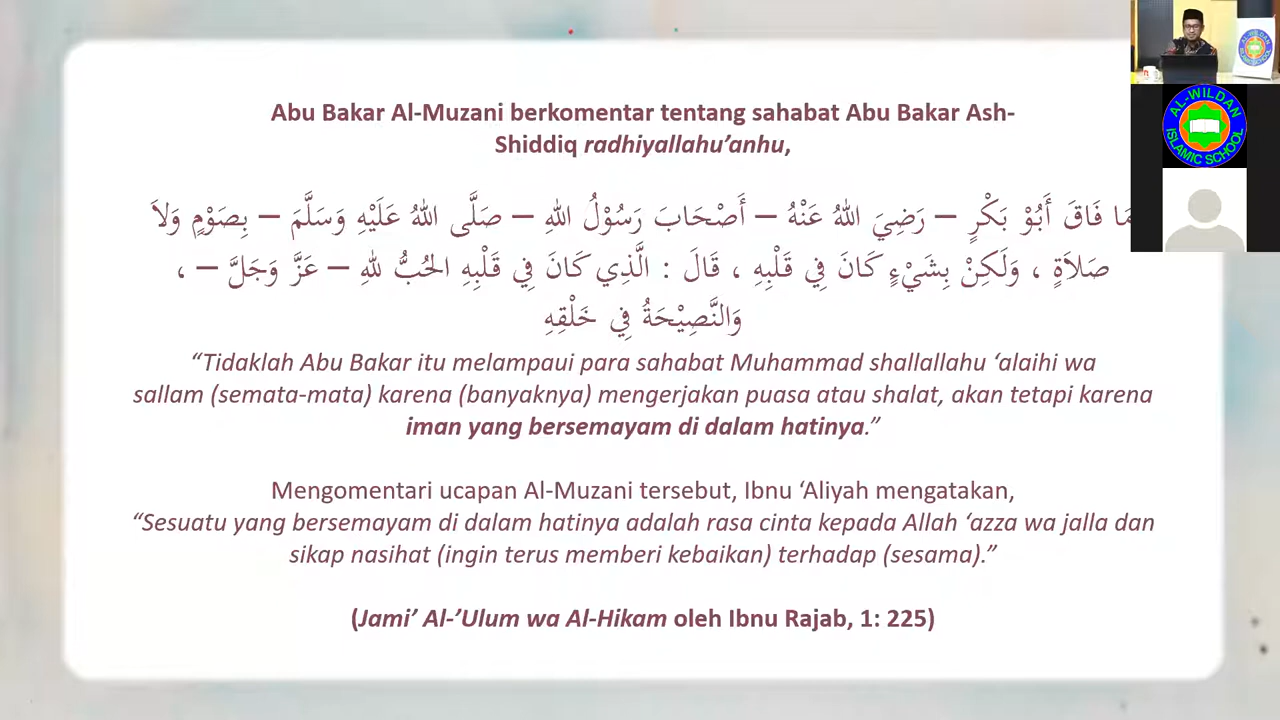 Abu Bakar Al-Muzani berkomentar tentang sahabat Abu Bakar Ash-
Shiddiq radhiyallahu’anhu,
فَاقَ أَبُوْ بَكْرٍ – رَضِيَ اللهُ عَنْهُ – أَصْحَابَ رَسُوْلُ اللهِ – صَلَّى اللهُ عَلَيْهِ وَسَلَّمَ – بِصَوْمٍ وَلاَ
صَلاَةٍ ، وَلَكِنْ بِشَيْءٍ كَانَ فِي قَلْبِهِ ، قَالَ : الَّذِي كَانَ فِي قَلْبِهِ الحُبُّ للهِ – عَزَّ وَجَلَّ – ،
وَالنَّصِيْحَةُ فِي خَلْقِهِ
“Tidaklah Abu Bakar itu melampaui para sahabat Muhammad shallallahu ‘alaihi wa
sallam (semata-mata) karena (banyaknya) mengerjakan puasa atau shalat, akan tetapi karena
iman yang bersemayam di dalam hatinya.”
Mengomentari ucapan Al-Muzani tersebut, Ibnu ‘Aliyah mengatakan,
“Sesuatu yang bersemayam di dalam hatinya adalah rasa cinta kepada Allah ‘azza wa jalla dan
sikap nasihat (ingin terus memberi kebaikan) terhadap (sesama).”
(Jami’ Al-’Ulum wa Al-Hikam oleh Ibnu Rajab, 1: 225)
AL-WILDAN
ISLAMIC SCHOOL